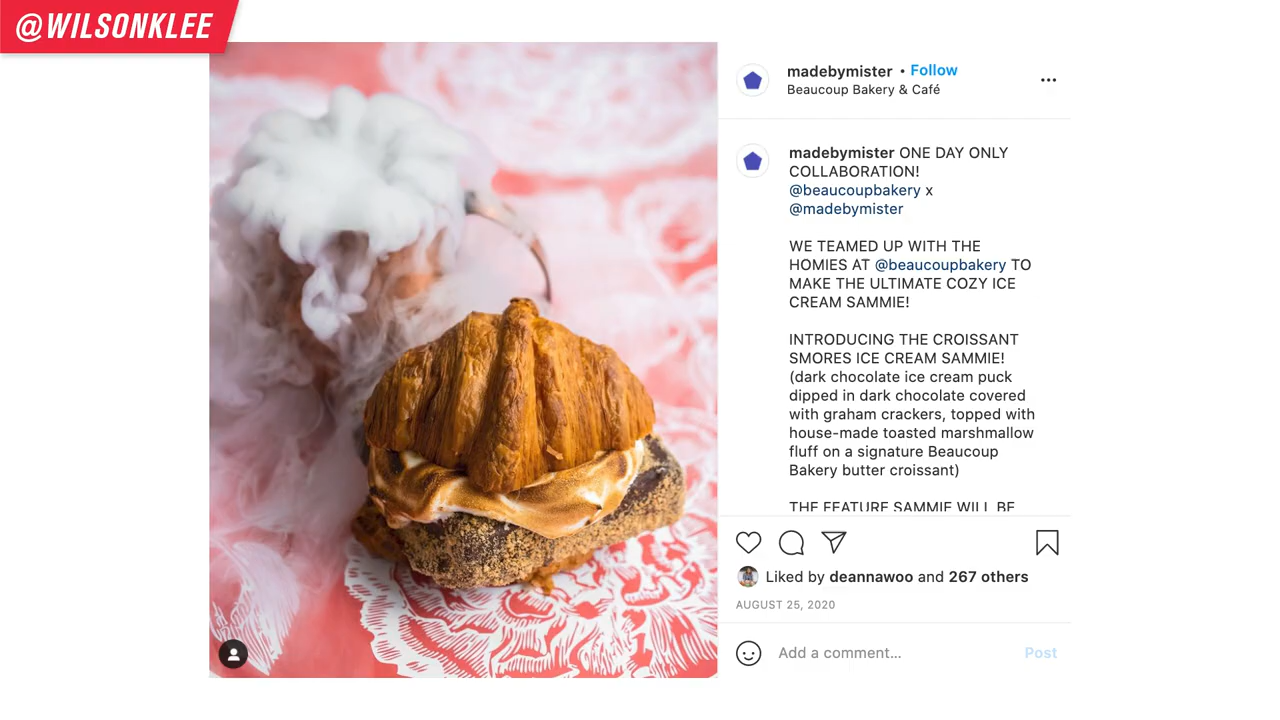 @WILSONKLEE
madebymister • Follow
Beaucoup Bakery & Café
madebymister ONE DAY ONLY
COLLABORATION!
@beaucoupbakery x
@madebymister
WE TEAMED UP WITH THE
HOMIES AT @beaucoupbakery TO
MAKE THE ULTIMATE COZY ICE
CREAM SAMMIE!
INTRODUCING THE CROISSANT
SMORES ICE CREAM SAMMIE!
(dark chocolate ice cream puck
dipped in dark chocolate covered
with graham crackers, topped with
house-made toasted marshmallow
fluff on a signature Beaucoup
Bakery butter croissant)
THE FEATURE SAMMIE WILL BE
Liked by deannawoo and 267 others
AUGUST 25, 2020
Add a comment...
Post